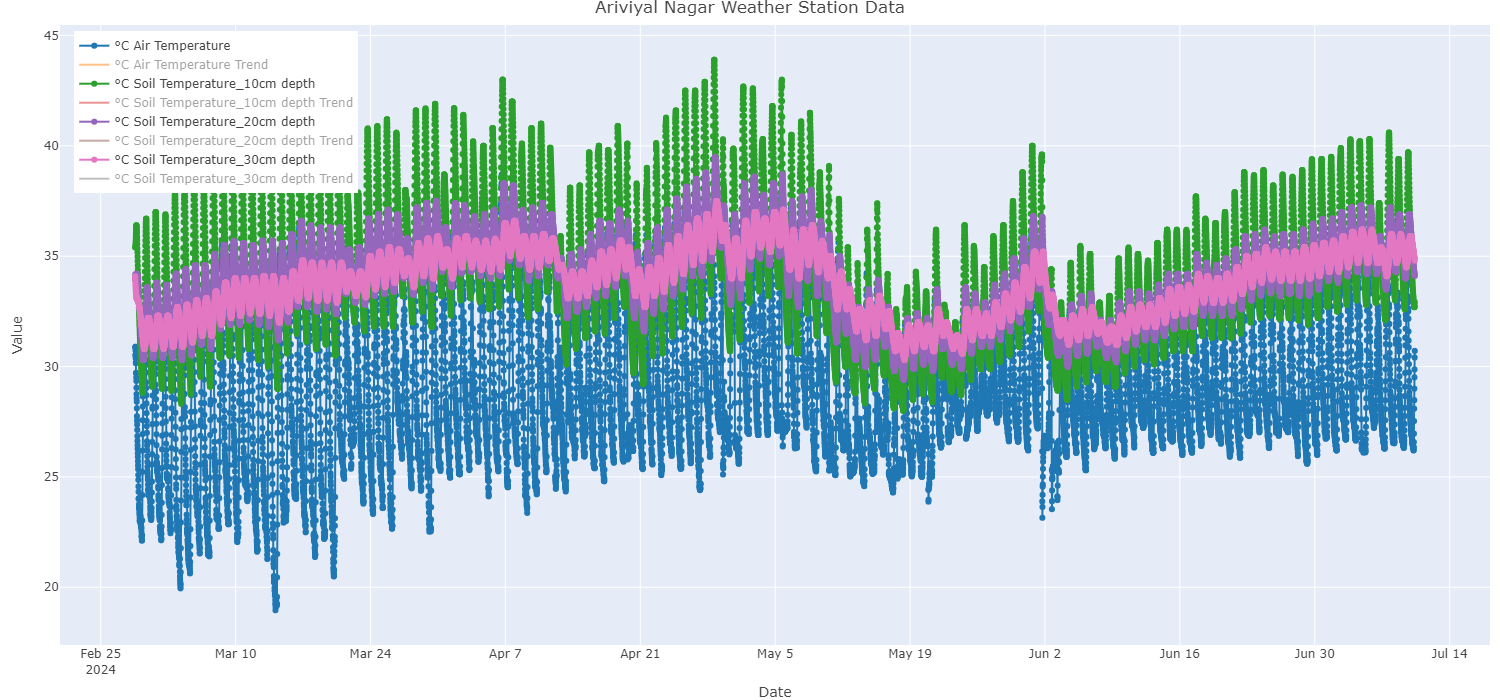 Ariviyal Nagar Weather Station Data
°C Air Temperature
°C Air Temperature Trend
°C Soil Temperature_10cm depth
°C Soil Temperature_10cm depth Trend
°C Soil Temperature_20cm depth
°C Soil Temperature_20cm depth Trend
°C Soil Temperature_30cm depth
°C Soil Temperature_30cm depth Trend
45
40
35
30
25
20
Value
Feb 25 Mar 10 Mar 24 Apr 7 Apr 21 May 5 May 19 Jun 2 Jun 16 Jun 30 Jul 14
2024
Date